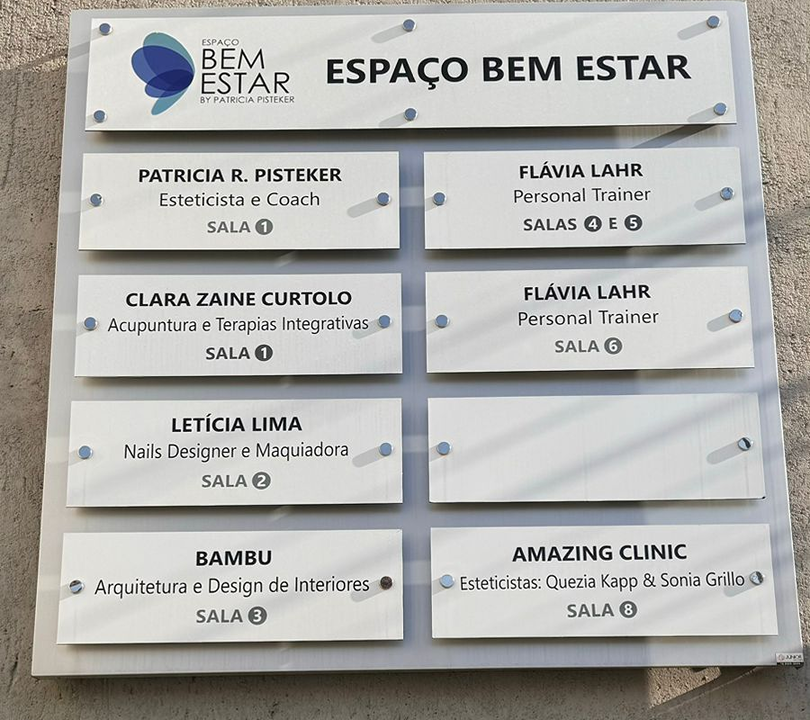 ESPAÇO
BEM
ESTAR
BY PATRICIA PISTEKER
ESPAÇO BEM ESTAR
PATRICIA R. PISTEKER
Esteticista e Coach
SALA 1
FLÁVIA LAHR
Personal Trainer
SALAS 4 E 5
CLARA ZAINE CURTOLO
Acupuntura e Terapias Integrativas
SALA 1
FLÁVIA LAHR
Personal Trainer
SALA 6
LETÍCIA LIMA
Nails Designer e Maquiadora
SALA 2
BAMBU
Arquitetura e Design de Interiores
SALA 3
AMAZING CLINIC
Esteticistas: Quezia Kapp & Sonia Grillo
SALA 8